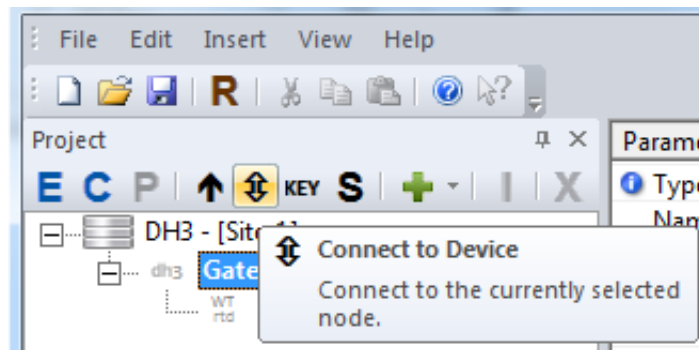 File Edit Insert View Help
R
Project
Parame
E C P KEY S I X
Type
DH3 - [Site 1]
Nam
Connect to Device
dh3 Gate
Connect to the currently selected
WT
node.
rtd